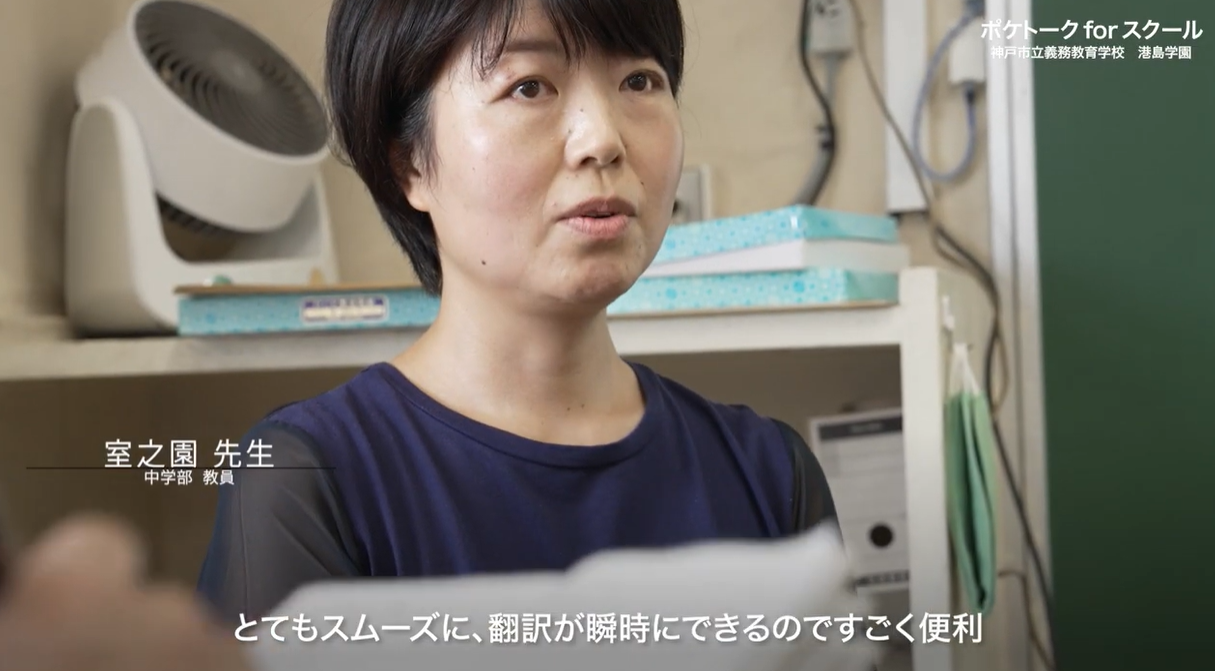 ポケトーク for スクール
神戸市立義務教育学校　港島学園
室之園 先生
中学部 教員
とてもスムーズに、翻訳が瞬時にできるのですごく便利